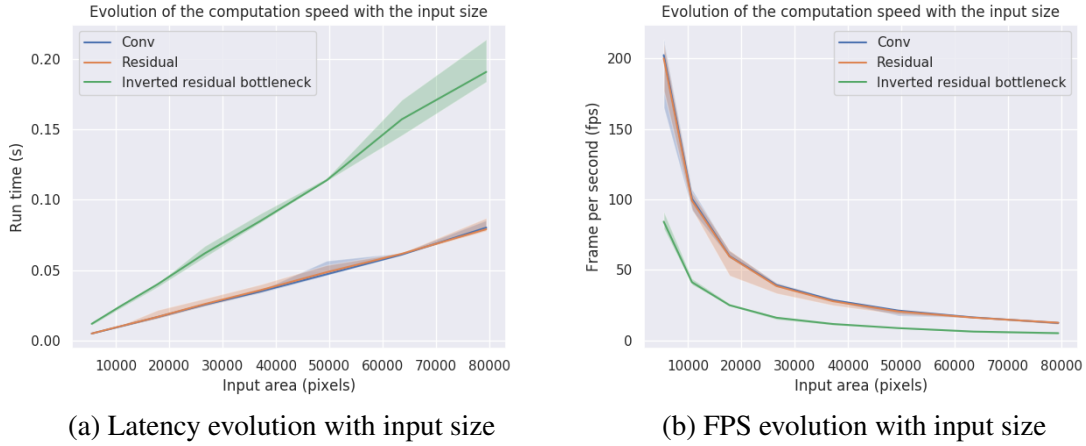 Evolution of the computation speed with the input size
Conv
Residual
Inverted residual bottleneck
0.20
0.15
0.10
0.05
0.00
Run time (s)
10000 20000 30000 40000 50000 60000 70000 80000
Input area (pixels)
(a) Latency evolution with input size
Evolution of the computation speed with the input size
Conv
Residual
Inverted residual bottleneck
200
150
100
50
0
Frame per second (fps)
10000 20000 30000 40000 50000 60000 70000 80000
Input area (pixels)
(b) FPS evolution with input size